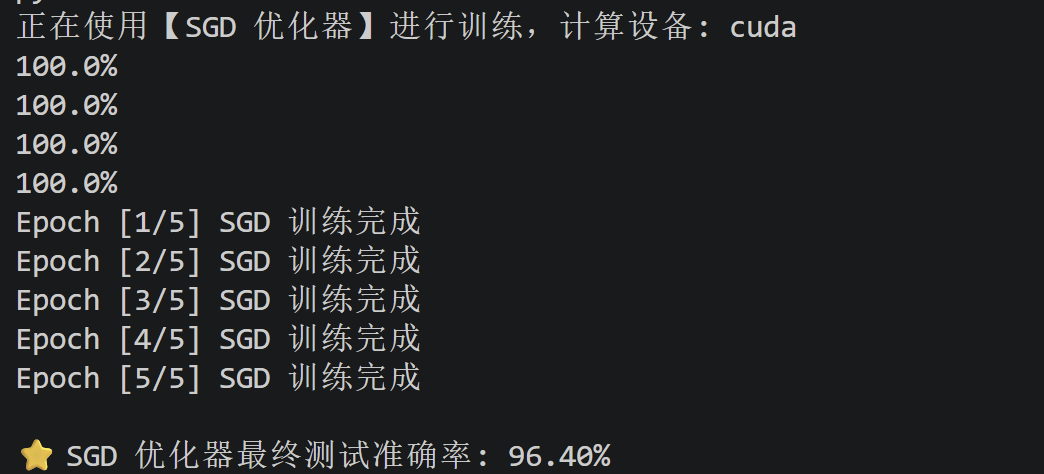 正在使用【SGD 优化器】进行训练，计算设备: cuda
100.0%
100.0%
100.0%
100.0%
Epoch [1/5] SGD 训练完成
Epoch [2/5] SGD 训练完成
Epoch [3/5] SGD 训练完成
Epoch [4/5] SGD 训练完成
Epoch [5/5] SGD 训练完成
⭐ SGD 优化器最终测试准确率: 96.40%